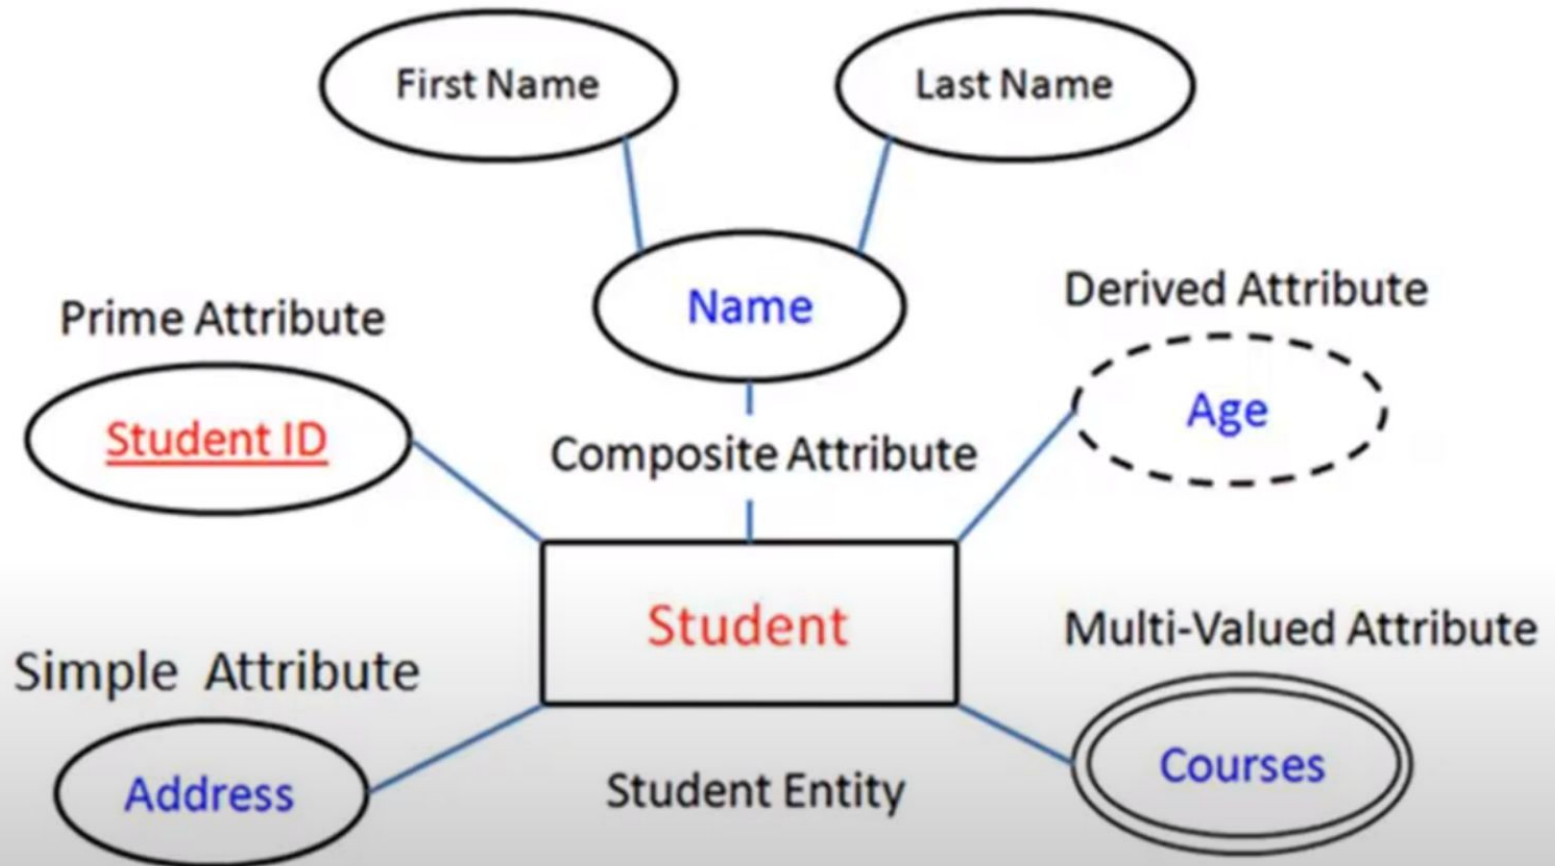 First Name
Last Name
Name
Prime Attribute
Derived Attribute
Student ID
Age
Composite Attribute
Student
Simple Attribute
Multi-Valued Attribute
Address
Student Entity
Courses